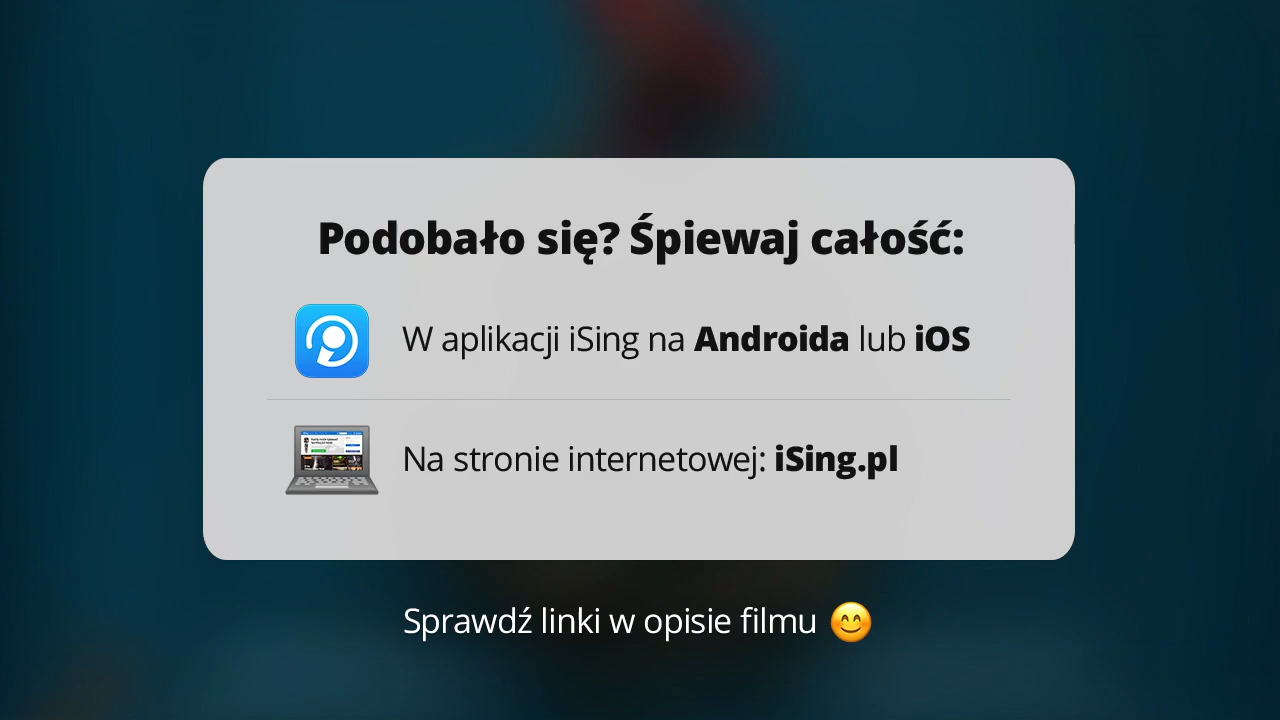 Podobało się? Śpiewaj całość:
W aplikacji iSing na Androida lub iOS
Na stronie internetowej: iSing.pl
Sprawdź linki w opisie filmu 😊